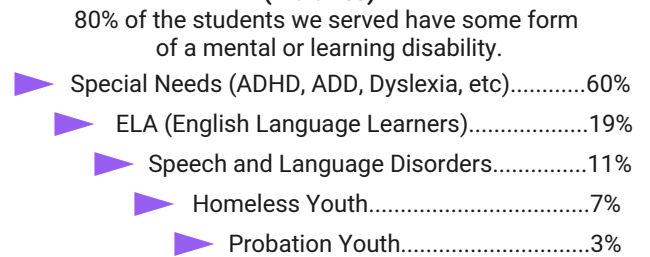 80% of the students we served have some form
of a mental or learning disability.
Special Needs (ADHD, ADD, Dyslexia, etc)............60%
ELA (English Language Learners)...................19%
Speech and Language Disorders...............11%
Homeless Youth...................................7%
Probation Youth..............................3%